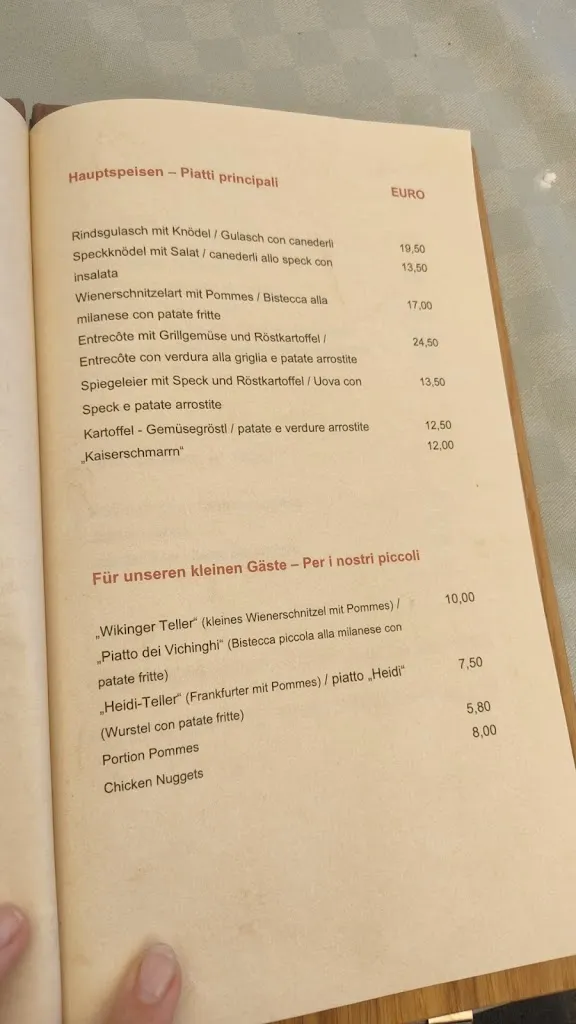 Hauptspeisen – Piatti principali
EURO
Rindsgulasch mit Knödel / Gulasch con canederli 19,50
Speckknödel mit Salat / canederli allo speck con 13,50
insalata
Wienerschnitzelart mit Pommes / Bistecca alla 17,00
milanese con patate fritte
Entrecôte mit Grillgemüse und Röstkartoffel / 24,50
Entrecôte con verdura alla griglia e patate arrostite
Spiegeleier mit Speck und Röstkartoffel / Uova con 13,50
Speck e patate arrostite
Kartoffel - Gemüsegröstl / patate e verdure arrostite 12,50
„Kaiserschmarrn“ 12,00
Für unseren kleinen Gäste – Per i nostri piccoli
„Wikinger Teller“ (kleines Wienerschnitzel mit Pommes) / 10,00
„Piatto dei Vichinghi“ (Bistecca piccola alla milanese con
patate fritte)
„Heidi-Teller“ (Frankfurter mit Pommes) / piatto „Heidi“ 7,50
(Wurstel con patate fritte)
Portion Pommes 5,80
Chicken Nuggets 8,00